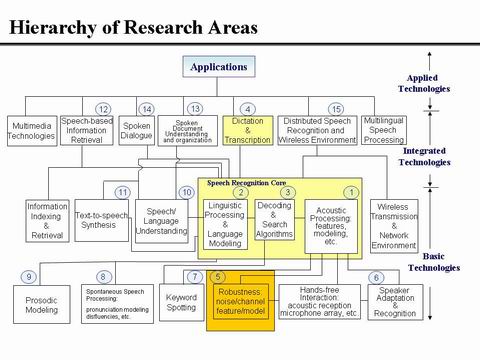 Hierarchy of Research Areas
Applications
Applied
Technologies
12
14
13
4
15
Multimedia
Technologies
Speech-based
Information
Retrieval
Spoken
Dialogue
Spoken
Document
Understanding
and organization
Dictation
&
Transcription
Distributed Speech
Recognition and
Wireless Environment
Multilingual
Speech
Processing
Integrated
Technologies
Speech Recognition Core
11
10
2
3
1
Information
Indexing &
Retrieval
Text-to-speech
Synthesis
Speech/
Language
Understanding
Linguistic
Processing &
Language
Modeling
Decoding &
Search
Algorithms
Acoustic
Processing:
features,
modeling,
etc.
Wireless
Transmission
& Network
Environment
Basic
Technologies
9
8
7
5
6
Prosodic
Modeling
Spontaneous Speech
Processing:
pronunciation modeling
disfluencies, etc.
Keyword
Spotting
Robustness:
noise/channel
feature/model
Hands-free
Interaction:
acoustic reception
microphone array, etc.
Speaker
Adaptation &
Recognition